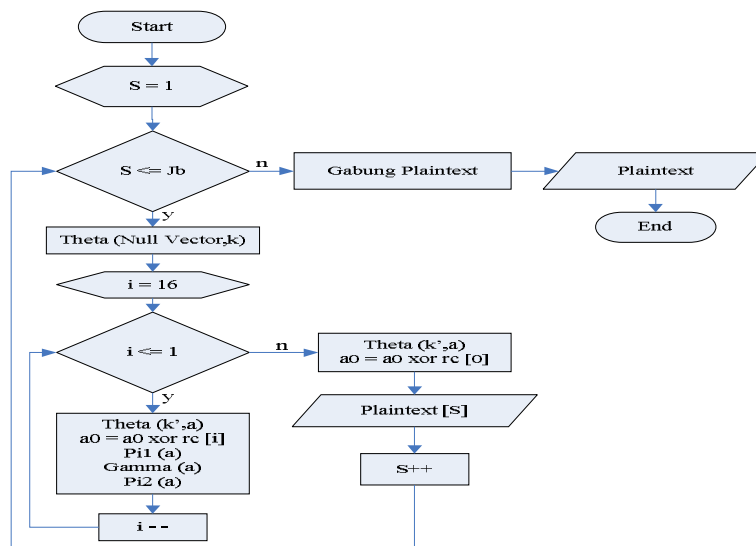 Start
S = 1
S <= Jb
n
Gabung Plaintext
Plaintext
End
y
Theta (Null Vector,k)
i = 16
i <= 1
n
Theta (k’,a)
a0 = a0 xor rc [0]
Plaintext [S]
S++
y
Theta (k’,a)
a0 = a0 xor rc [i]
Pi1 (a)
Gamma (a)
Pi2 (a)
i - -